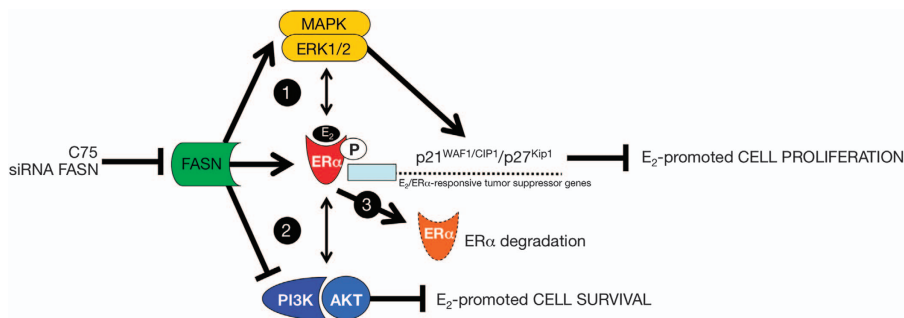 MAPK
ERK1/2
1
E₂
P
C75
siRNA FASN
FASN
ERα
p21ᵂᴬᶠ¹/ᶜᴵᴾ¹/p27ᴷⁱᵖ¹
E₂-promoted CELL PROLIFERATION
E₂/ERα-responsive tumor suppressor genes
3
2
ERα
ERα degradation
PI3K
AKT
E₂-promoted CELL SURVIVAL